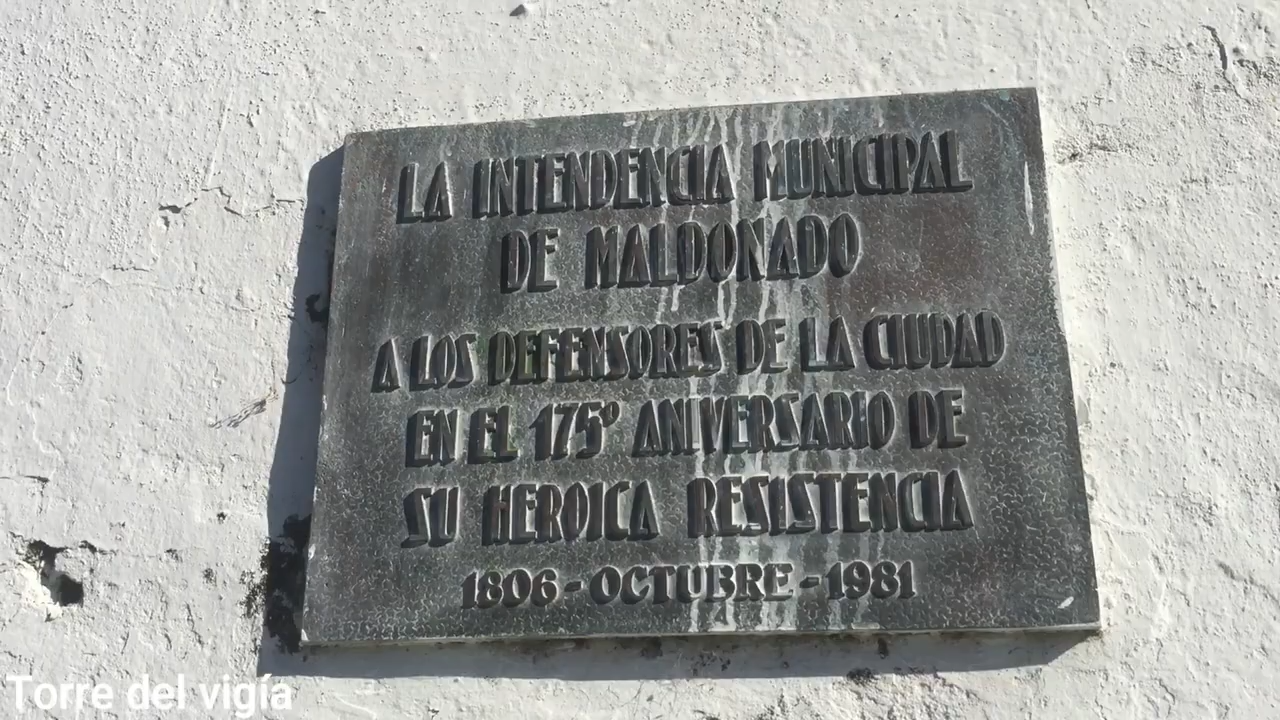 LA INTENDENCIA MUNICIPAL
DE MALDONADO
A LOS DEFENSORES DE LA CIUDAD
EN EL 175º ANIVERSARIO DE
SU HEROICA RESISTENCIA
1806-OCTUBRE-1981
Torre del vigía